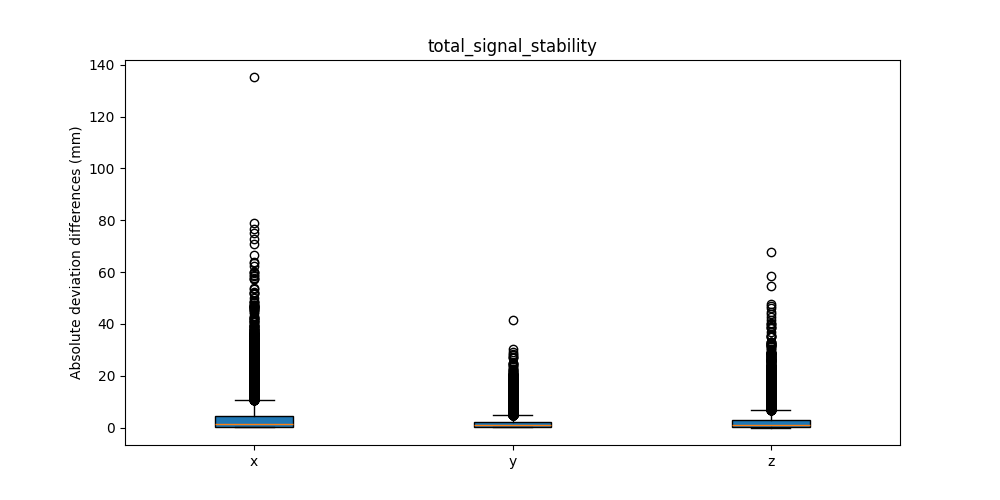 total_signal_stability
Absolute deviation differences (mm)
140
120
100
80
60
40
20
0
x
y
z